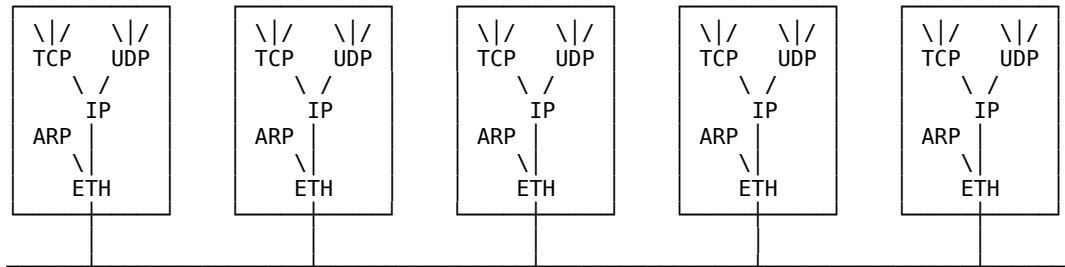 TCP UDP TCP UDP TCP UDP TCP UDP TCP UDP
IP IP IP IP IP
ARP ARP ARP ARP ARP
ETH ETH ETH ETH ETH